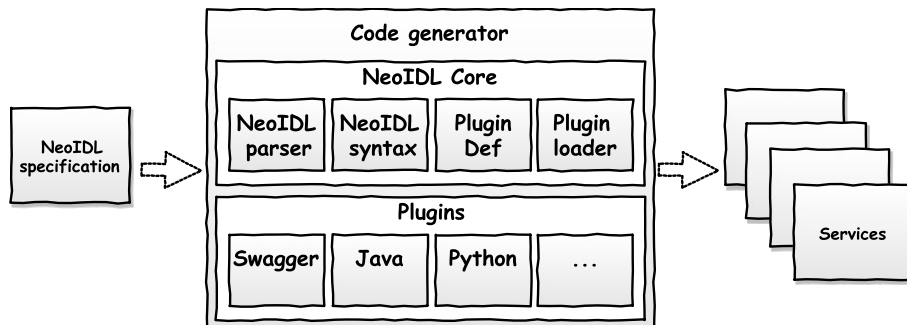 Code generator
NeoIDL Core
NeoIDL
parser
NeoIDL
syntax
Plugin
Def
Plugin
loader
NeoIDL
specification
Plugins
Swagger
Java
Python
...
Services